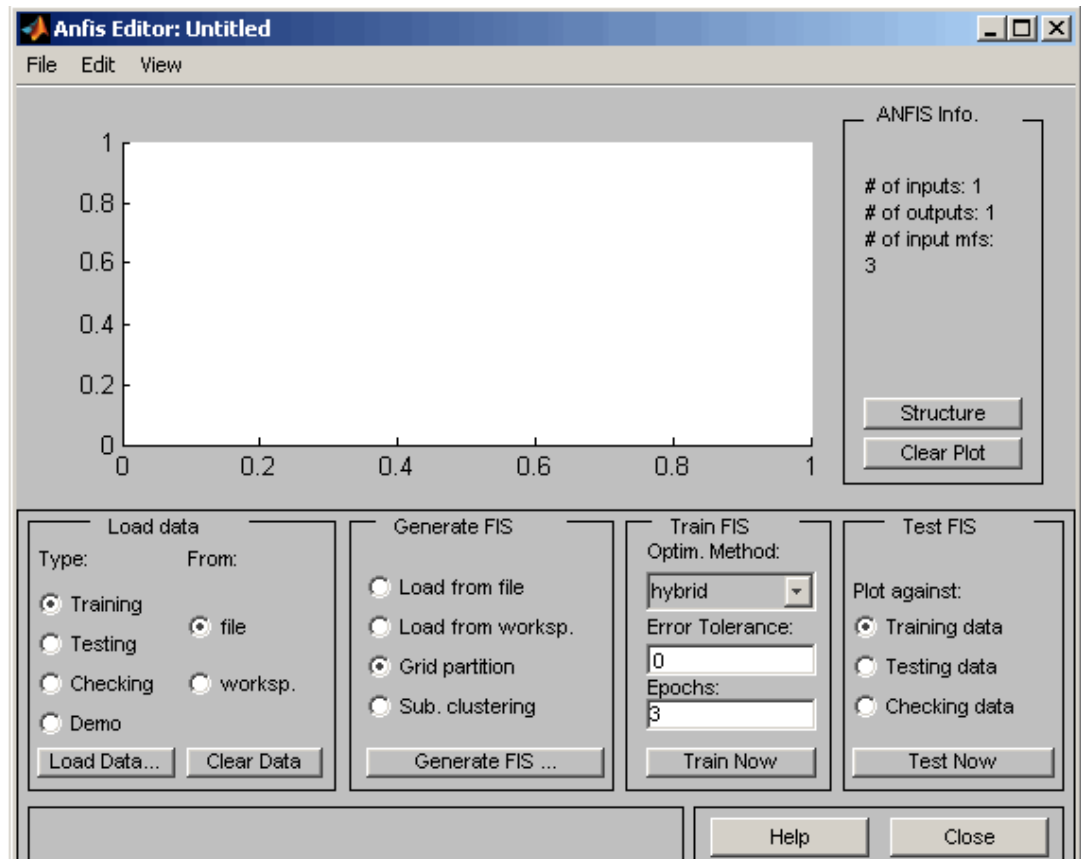 Anfis Editor: Untitled
File Edit View
ANFIS Info.
# of inputs: 1
# of outputs: 1
# of input mfs:
3
Structure
Clear Plot
1
0.8
0.6
0.4
0.2
0
0 0.2 0.4 0.6 0.8 1
Load data
Type: From:
Training
Testing
Checking
Demo
file
worksp.
Load Data... Clear Data
Generate FIS
Load from file
Load from worksp.
Grid partition
Sub. clustering
Generate FIS ...
Train FIS
Optim. Method:
hybrid
Error Tolerance:
0
Epochs:
3
Train Now
Test FIS
Plot against:
Training data
Testing data
Checking data
Test Now
Help Close